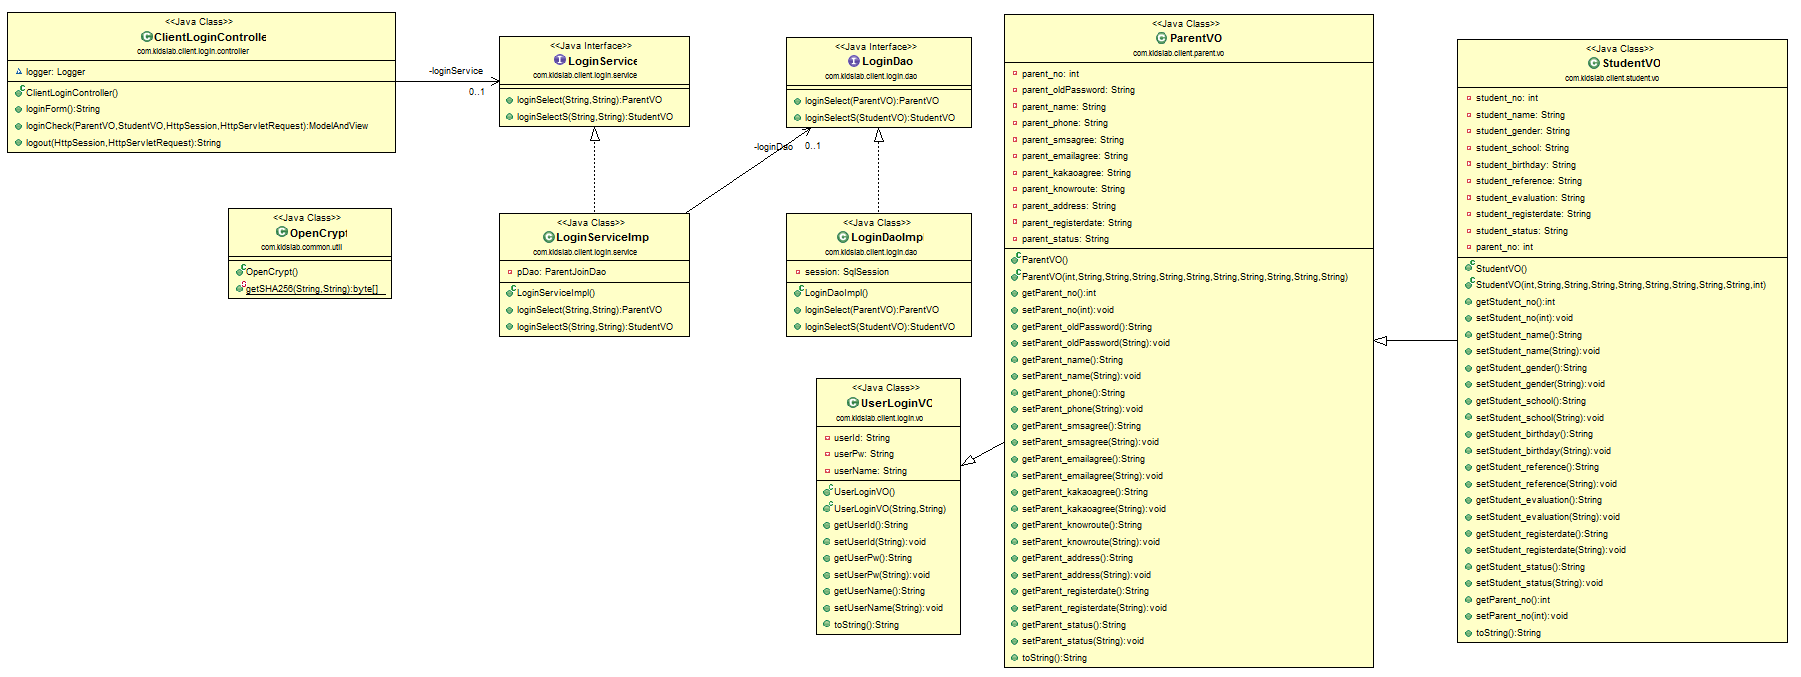 <<Java Class>>
ClientLoginControlle
com.kidslab.client.login.controller
logger: Logger
ClientLoginController()
loginForm():String
loginCheck(ParentVO,StudentVO,HttpSession,HttpServletRequest):ModelAndView
logout(HttpSession,HttpServletRequest):String
-loginService
0..1
<<Java Interface>>
LoginService
com.kidslab.client.login.service
loginSelect(String,String):ParentVO
loginSelectS(String,String):StudentVO
<<Java Interface>>
LoginDao
com.kidslab.client.login.dao
loginSelect(ParentVO):ParentVO
loginSelectS(StudentVO):StudentVO
-loginDao
0..1
<<Java Class>>
OpenCrypt
com.kidslab.common.util
OpenCrypt()
getSHA256(String,String):byte[]
<<Java Class>>
LoginServiceImp
com.kidslab.client.login.service
pDao: ParentJoinDao
LoginServiceImpl()
loginSelect(String,String):ParentVO
loginSelectS(String,String):StudentVO
<<Java Class>>
LoginDaoImp
com.kidslab.client.login.dao
session: SqlSession
LoginDaoImpl()
loginSelect(ParentVO):ParentVO
loginSelectS(StudentVO):StudentVO
<<Java Class>>
UserLoginVO
com.kidslab.client.login.vo
userId: String
userPw: String
userName: String
UserLoginVO()
UserLoginVO(String,String)
getUserId():String
setUserId(String):void
getUserPw():String
setUserPw(String):void
getUserName():String
setUserName(String):void
toString():String
<<Java Class>>
ParentVO
com.kidslab.client.parent.vo
parent_no: int
parent_oldPassword: String
parent_name: String
parent_phone: String
parent_smsagree: String
parent_emailagree: String
parent_kakaoagree: String
parent_knowroute: String
parent_address: String
parent_registerdate: String
parent_status: String
ParentVO()
ParentVO(int,String,String,String,String,String,String,String,String,String,String)
getParent_no():int
setParent_no(int):void
getParent_oldPassword():String
setParent_oldPassword(String):void
getParent_name():String
setParent_name(String):void
getParent_phone():String
setParent_phone(String):void
getParent_smsagree():String
setParent_smsagree(String):void
getParent_emailagree():String
setParent_emailagree(String):void
getParent_kakaoagree():String
setParent_kakaoagree(String):void
getParent_knowroute():String
setParent_knowroute(String):void
getParent_address():String
setParent_address(String):void
getParent_registerdate():String
setParent_registerdate(String):void
getParent_status():String
setParent_status(String):void
toString():String
<<Java Class>>
StudentVO
com.kidslab.client.student.vo
student_no: int
student_name: String
student_gender: String
student_school: String
student_birthday: String
student_reference: String
student_evaluation: String
student_registerdate: String
student_status: String
parent_no: int
StudentVO()
StudentVO(int,String,String,String,String,String,String,String,String,int)
getStudent_no():int
setStudent_no(int):void
getStudent_name():String
setStudent_name(String):void
getStudent_gender():String
setStudent_gender(String):void
getStudent_school():String
setStudent_school(String):void
getStudent_birthday():String
setStudent_birthday(String):void
getStudent_reference():String
setStudent_reference(String):void
getStudent_evaluation():String
setStudent_evaluation(String):void
getStudent_registerdate():String
setStudent_registerdate(String):void
getStudent_status():String
setStudent_status(String):void
getParent_no():int
setParent_no(int):void
toString():String